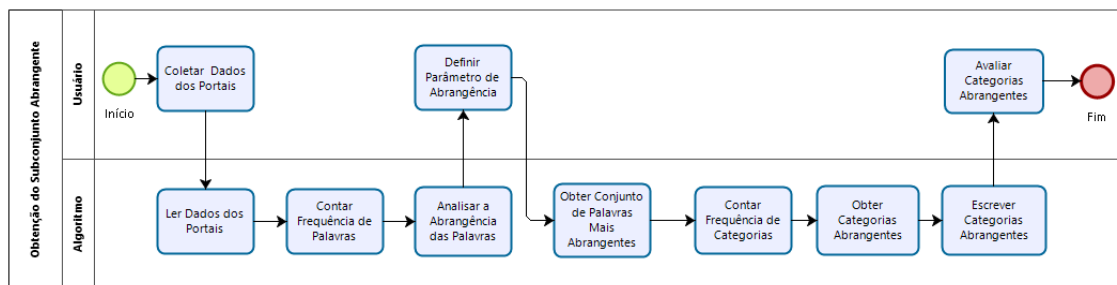 Obtenção do Subconjunto Abrangente
Usuário
Início
Coletar Dados
dos Portais
Definir
Parâmetro de
Abrangência
Avaliar
Categorias
Abrangentes
Fim
Algoritmo
Ler Dados dos
Portais
Contar
Frequência de
Palavras
Analisar a
Abrangência
das Palavras
Obter Conjunto
de Palavras
Mais
Abrangentes
Contar
Frequência de
Categorias
Obter
Categorias
Abrangentes
Escrever
Categorias
Abrangentes